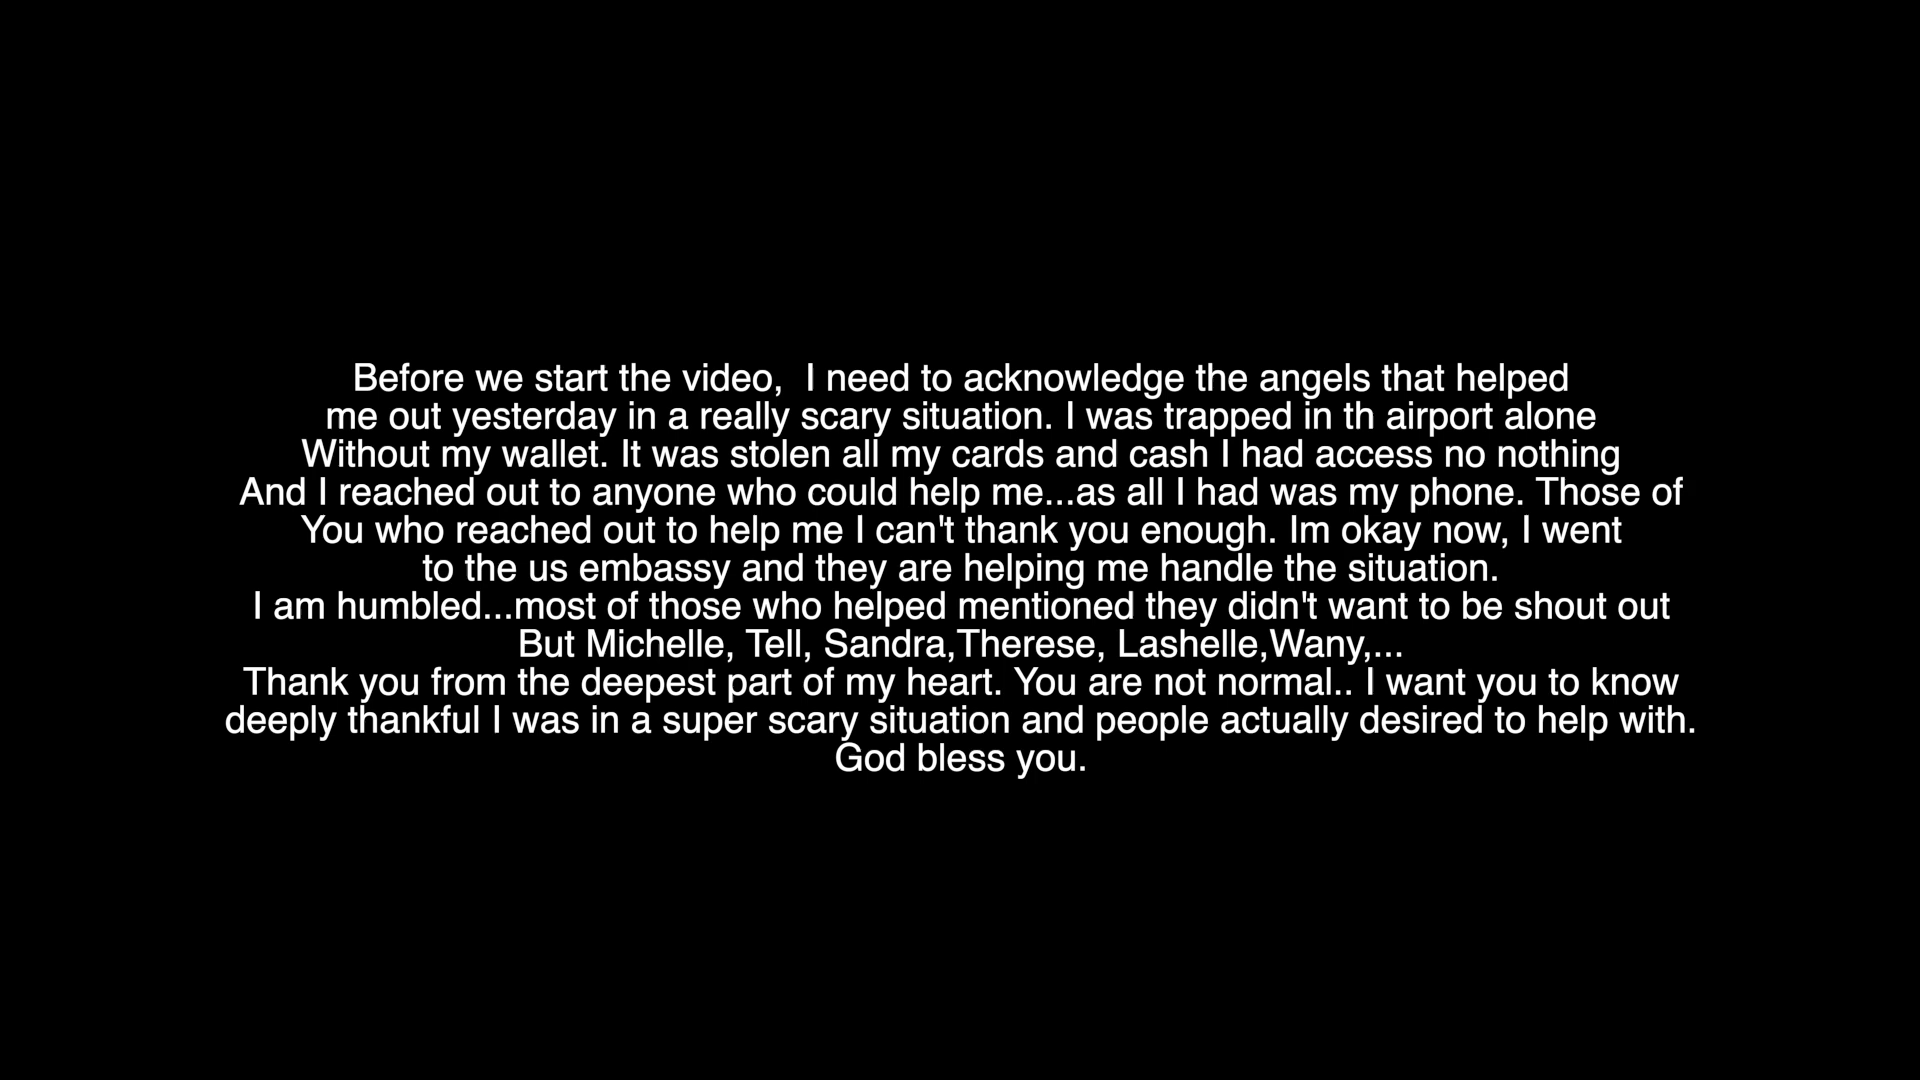 Before we start the video,  I need to acknowledge the angels that helped
me out yesterday in a really scary situation. I was trapped in th airport alone
Without my wallet. It was stolen all my cards and cash I had access no nothing
And I reached out to anyone who could help me...as all I had was my phone. Those of
You who reached out to help me I can't thank you enough. Im okay now, I went
to the us embassy and they are helping me handle the situation.
I am humbled...most of those who helped mentioned they didn't want to be shout out
But Michelle, Tell, Sandra,Therese, Lashelle,Wany,...
Thank you from the deepest part of my heart. You are not normal.. I want you to know
deeply thankful I was in a super scary situation and people actually desired to help with.
God bless you.